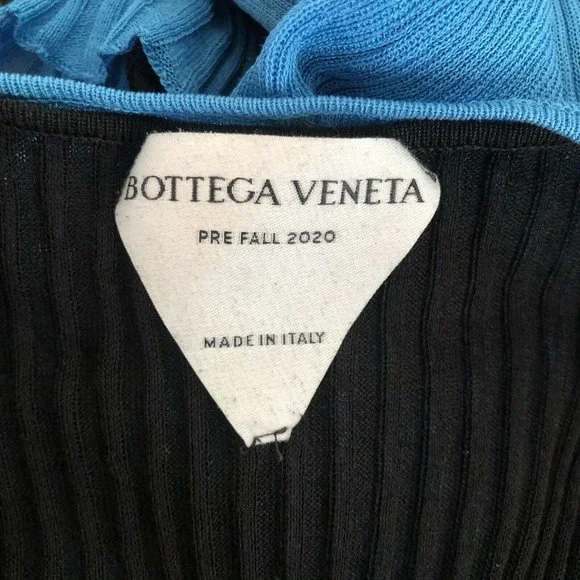 BOTTEGA VENETA
PRE FALL 2020
MADE IN ITALY